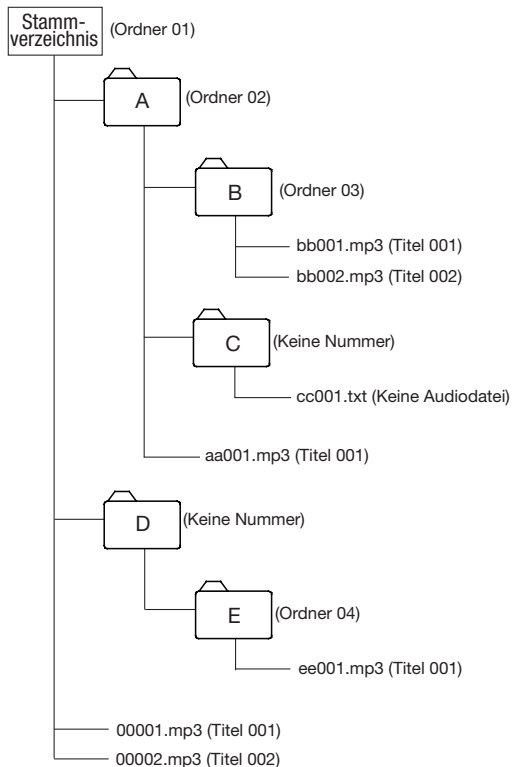 Stamm-
verzeichnis
(Ordner 01)
A
(Ordner 02)
B
(Ordner 03)
bb001.mp3 (Titel 001)
bb002.mp3 (Titel 002)
C
(Keine Nummer)
cc001.txt (Keine Audiodatei)
aa001.mp3 (Titel 001)
D
(Keine Nummer)
E
(Ordner 04)
ee001.mp3 (Titel 001)
00001.mp3 (Titel 001)
00002.mp3 (Titel 002)